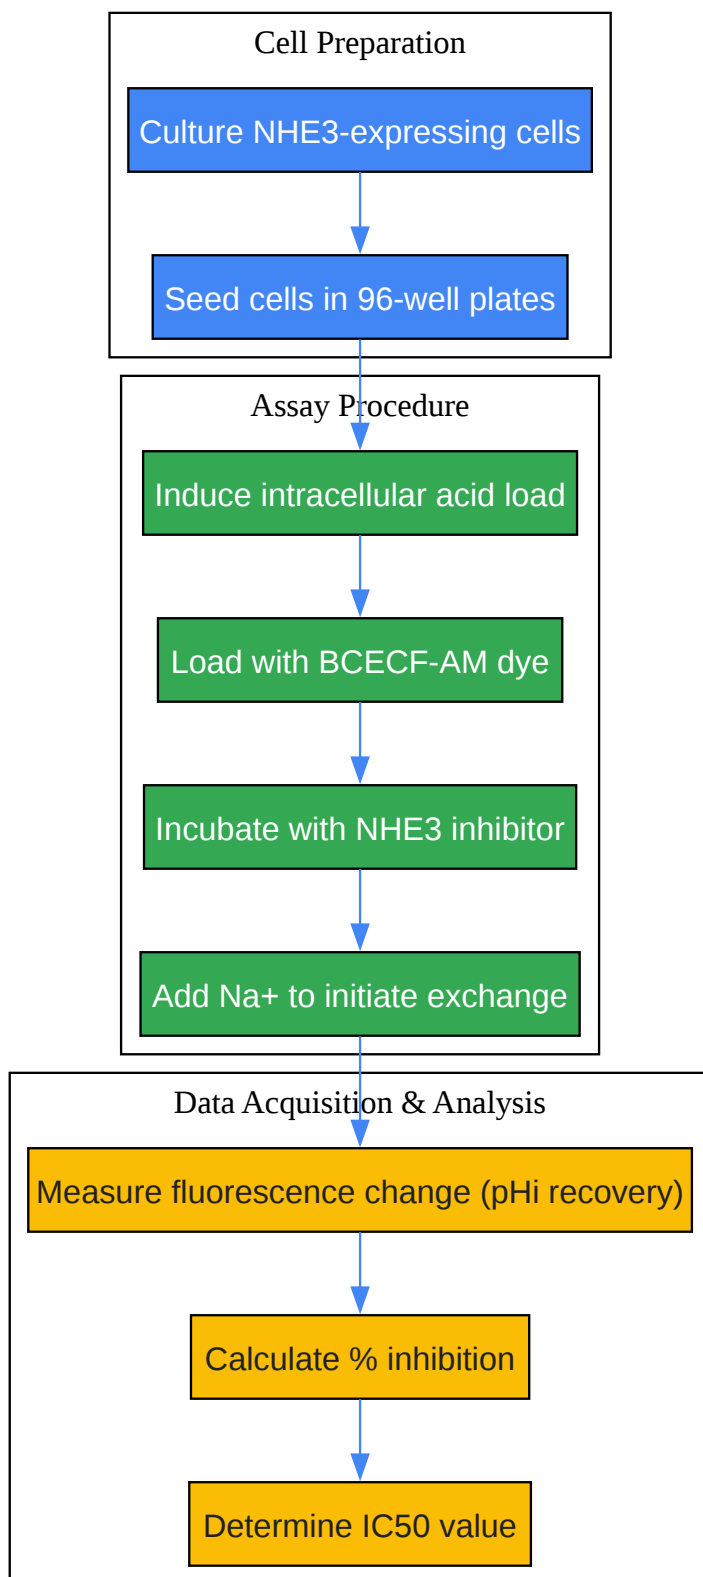 Cell Preparation
Culture NHE3-expressing cells
Seed cells in 96-well plates
Assay Procedure
Induce intracellular acid load
Load with BCECF-AM dye
Incubate with NHE3 inhibitor
Add Na+ to initiate exchange
Data Acquisition & Analysis
Measure fluorescence change (pHi recovery)
Calculate % inhibition
Determine IC50 value